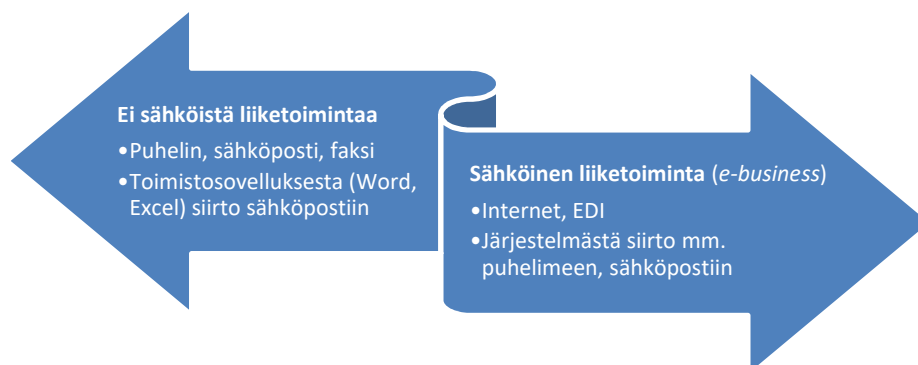 Ei sähköistä liiketoimintaa
•Puhelin, sähköposti, faksi
•Toimistosovelluksesta (Word,
Excel) siirto sähköpostiin
Sähköinen liiketoiminta (e-business)
•Internet, EDI
•Järjestelmästä siirto mm.
puhelimeen, sähköpostiin